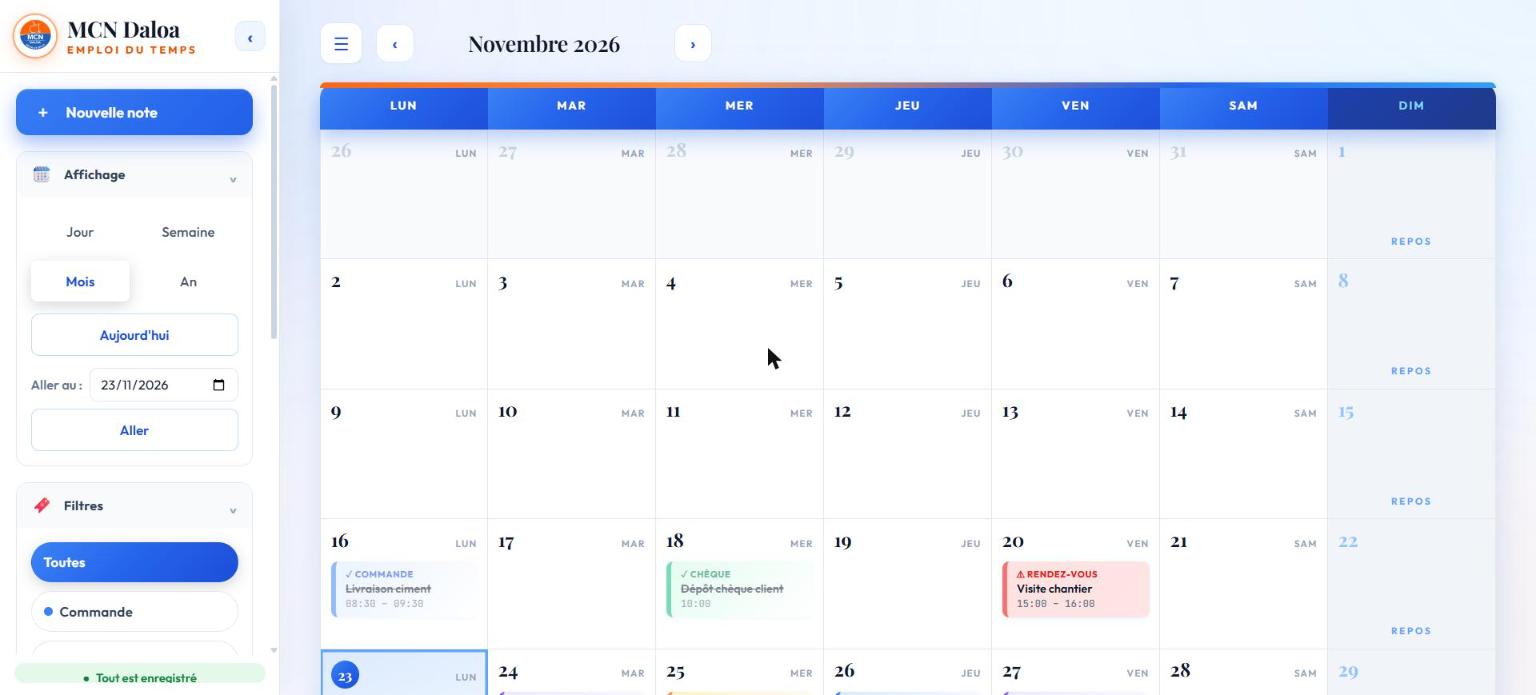 MCN Daloa
EMPLOI DU TEMPS
‹
+ Nouvelle note
Affichage v
Jour Semaine
Mois An
Aujourd'hui
Aller au : 23/11/2026
Aller
Filtres v
Toutes
Commande
● Tout est enregistré
☰ ‹ Novembre 2026 ›
LUN MAR MER JEU VEN SAM DIM
26 LUN 27 MAR 28 MER 29 JEU 30 VEN 31 SAM 1
REPOS
2 LUN 3 MAR 4 MER 5 JEU 6 VEN 7 SAM 8
REPOS
9 LUN 10 MAR 11 MER 12 JEU 13 VEN 14 SAM 15
REPOS
16 LUN 17 MAR 18 MER 19 JEU 20 VEN 21 SAM 22
✓ COMMANDE
Livraison ciment
08:30 – 09:30
✓ CHÈQUE
Dépôt chèque client
10:00
⚠ RENDEZ-VOUS
Visite chantier
15:00 – 16:00
REPOS
23 LUN 24 MAR 25 MER 26 JEU 27 VEN 28 SAM 29